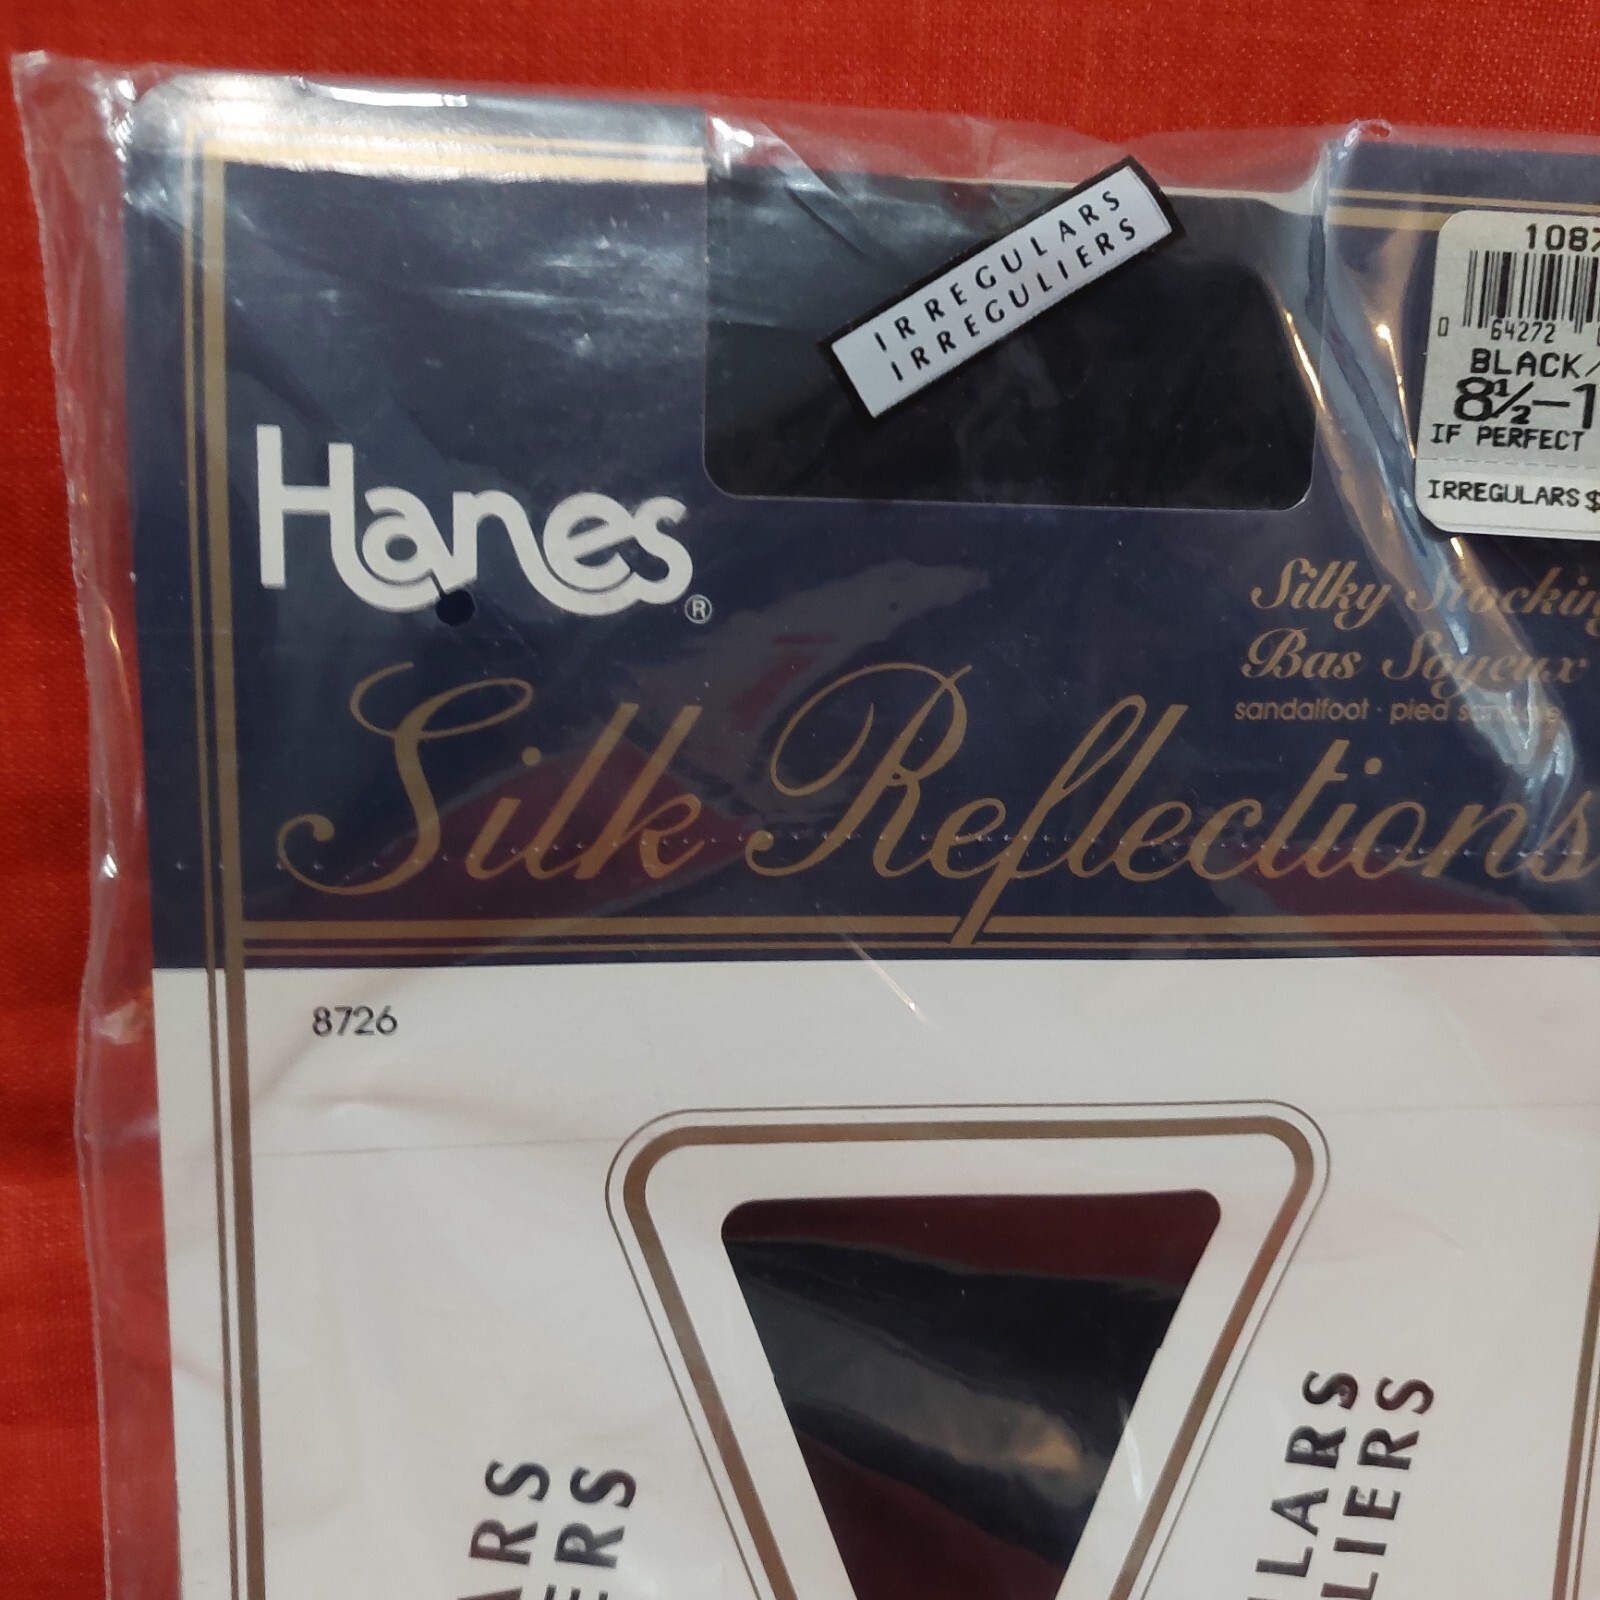 IRREGULARS
IRREGULIERS
1087
0 64272
BLACK/
8½-1
IF PERFECT
IRREGULARS $
Hanes®
Silky Stocking
Bas Soyeux
sandalfoot · pied
Silk Reflections
8726
ARS
ERS
LARS
LIERS